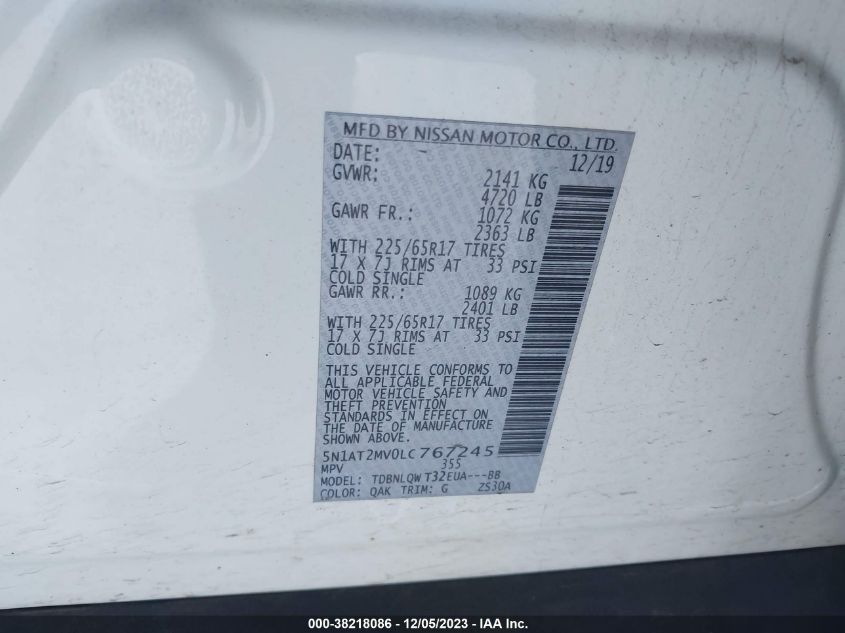 MFD BY NISSAN MOTOR CO., LTD.
DATE: 12/19
GVWR: 2141 KG
4720 LB
GAWR FR.: 1072 KG
2363 LB
WITH 225/65R17 TIRES
17 X 7J RIMS AT 33 PSI
COLD SINGLE
GAWR RR.: 1089 KG
2401 LB
WITH 225/65R17 TIRES
17 X 7J RIMS AT 33 PSI
COLD SINGLE
THIS VEHICLE CONFORMS TO
ALL APPLICABLE FEDERAL
MOTOR VEHICLE SAFETY AND
THEFT PREVENTION
STANDARDS IN EFFECT ON
THE DATE OF MANUFACTURE
SHOWN ABOVE.
5N1AT2MV0LC767245
MPV 355
MODEL: TDBNLQW T32EUA---BB
COLOR: QAK TRIM: G ZS30A
000-38218086 - 12/05/2023 - IAA Inc.